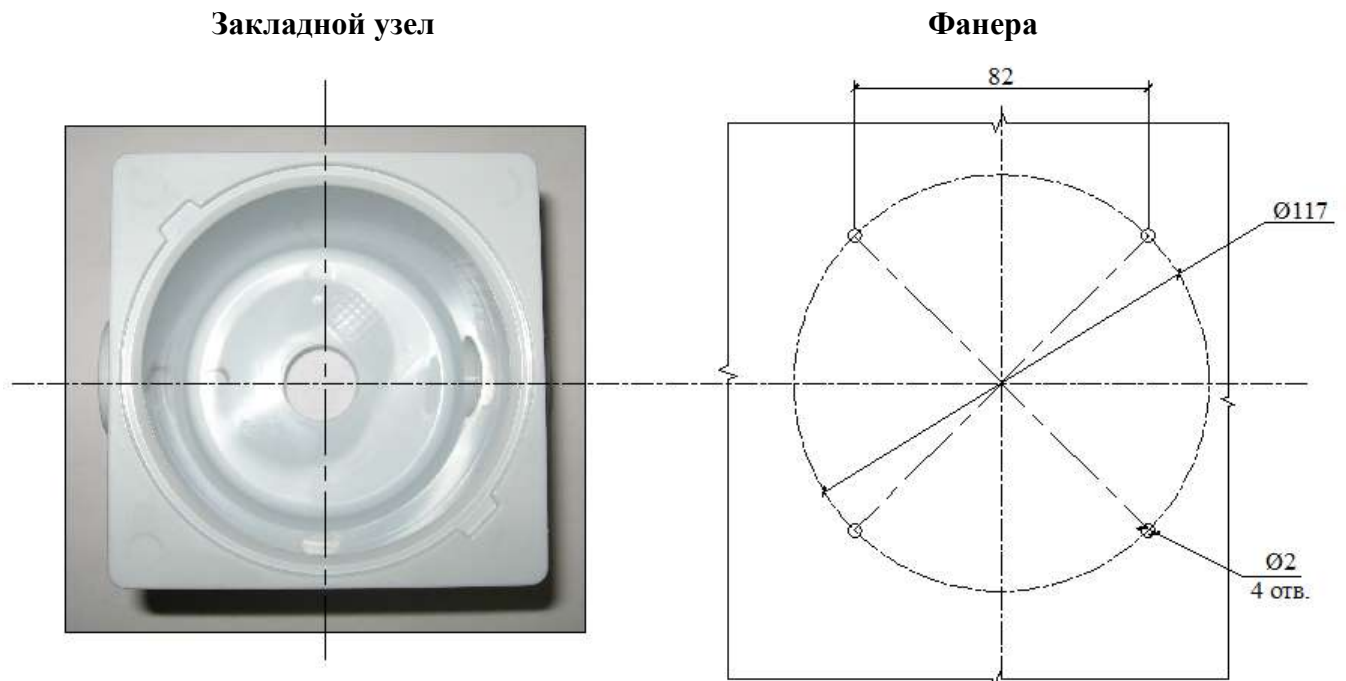 Закладной узел
Фанера
82
Ø117
Ø2
4 отв.